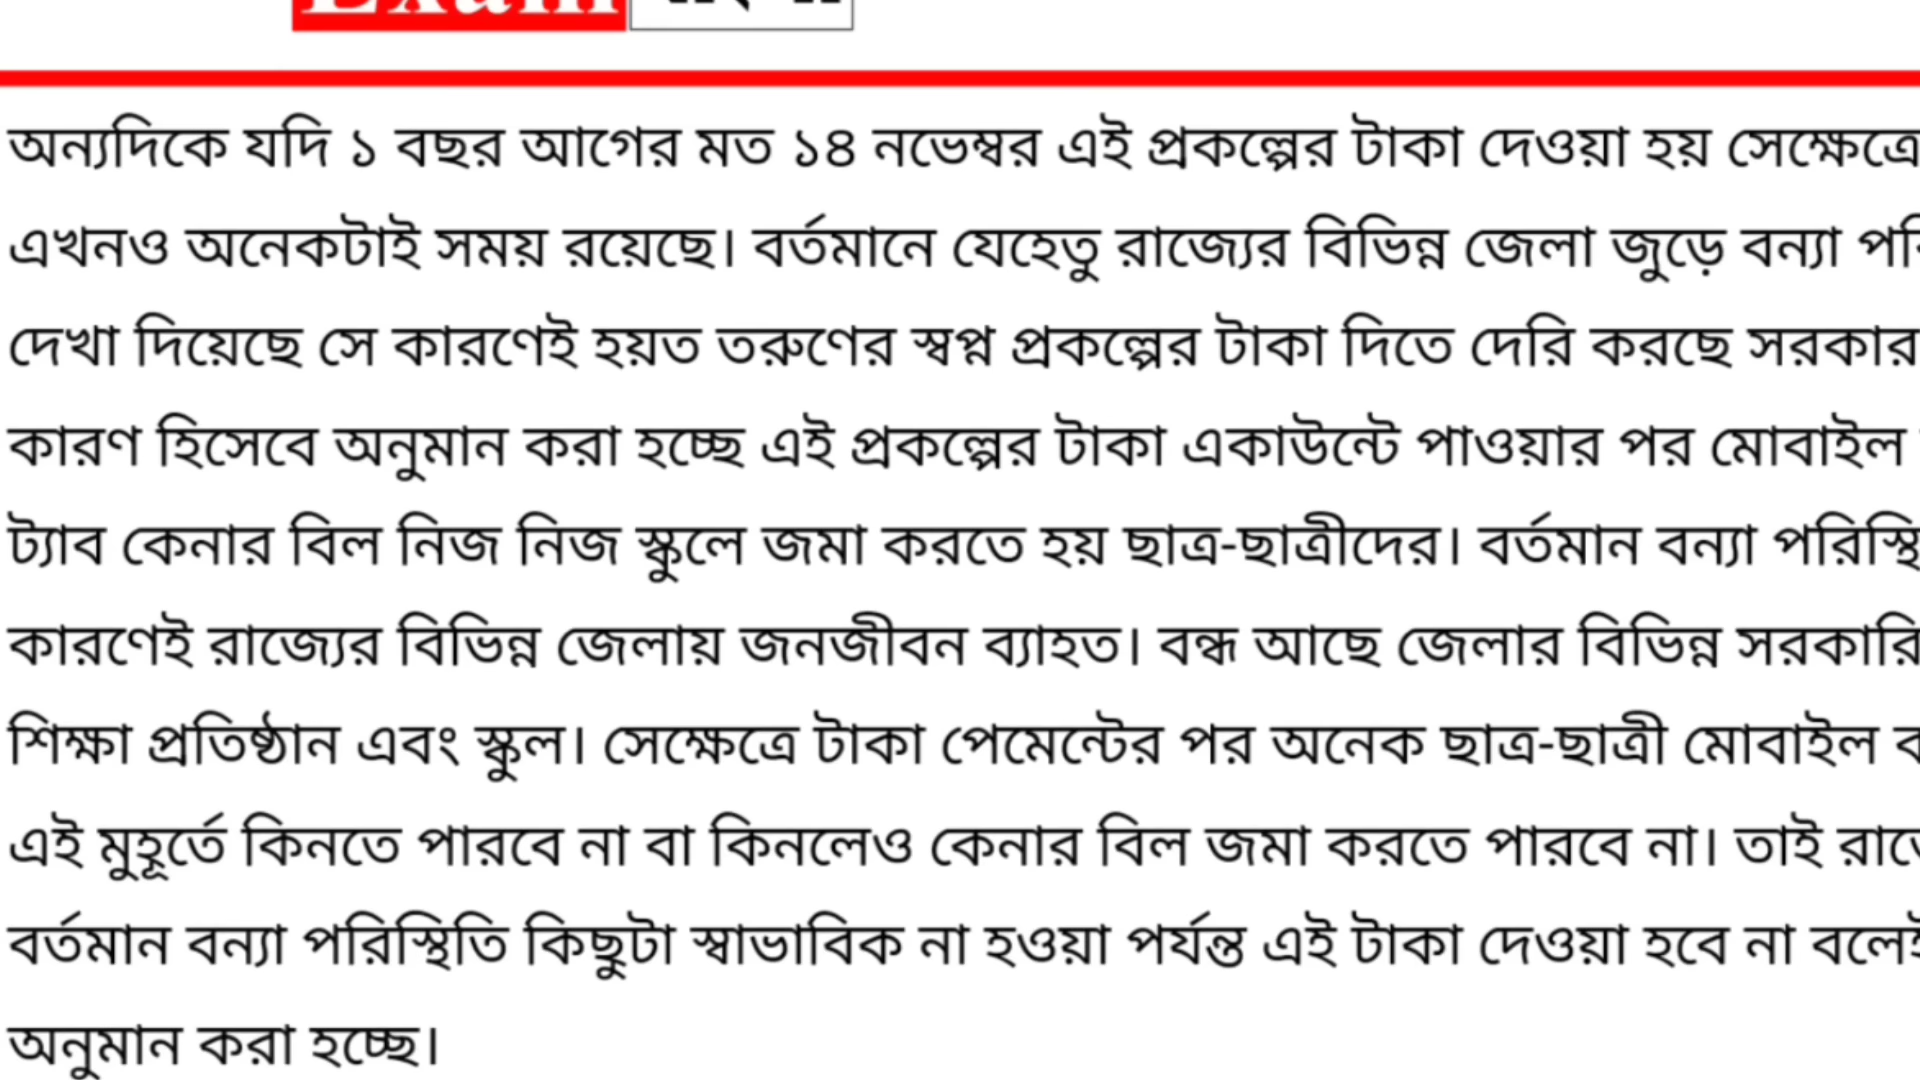 Exam
অন্যদিকে যদি ১ বছর আগের মত ১৪ নভেম্বর এই প্রকল্পের টাকা দেওয়া হয় সেক্ষেত্রে
এখনও অনেকটাই সময় রয়েছে। বর্তমানে যেহেতু রাজ্যের বিভিন্ন জেলা জুড়ে বন্যা
দেখা দিয়েছে সে কারণেই হয়ত তরুণের স্বপ্ন প্রকল্পের টাকা দিতে দেরি করছে সরকার
কারণ হিসেবে অনুমান করা হচ্ছে এই প্রকল্পের টাকা একাউন্টে পাওয়ার পর মোবাইল
ট্যাব কেনার বিল নিজ নিজ স্কুলে জমা করতে হয় ছাত্র-ছাত্রীদের। বর্তমান বন্যা
কারণেই রাজ্যের বিভিন্ন জেলায় জনজীবন ব্যাহত। বন্ধ আছে জেলার বিভিন্ন সরকারি
শিক্ষা প্রতিষ্ঠান এবং স্কুল। সেক্ষেত্রে টাকা পেমেন্টের পর অনেক ছাত্র-ছাত্রী মোবাইল
এই মুহূর্তে কিনতে পারবে না বা কিনলেও কেনার বিল জমা করতে পারবে না। তাই
বর্তমান বন্যা পরিস্থিতি কিছুটা স্বাভাবিক না হওয়া পর্যন্ত এই টাকা দেওয়া হবে না বলেই
অনুমান করা হচ্ছে।